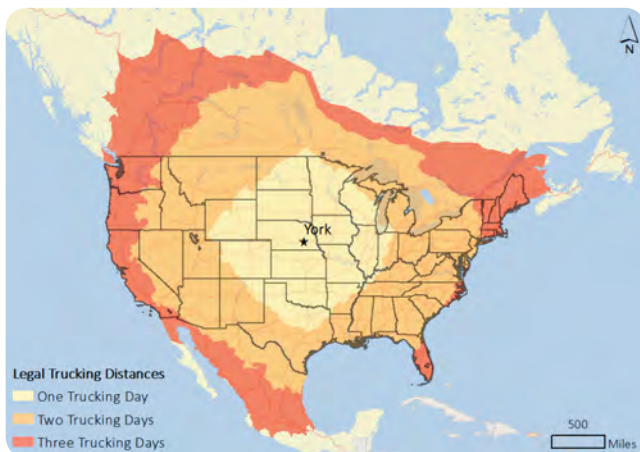 N
York
Legal Trucking Distances
One Trucking Day
Two Trucking Days
Three Trucking Days
500
Miles